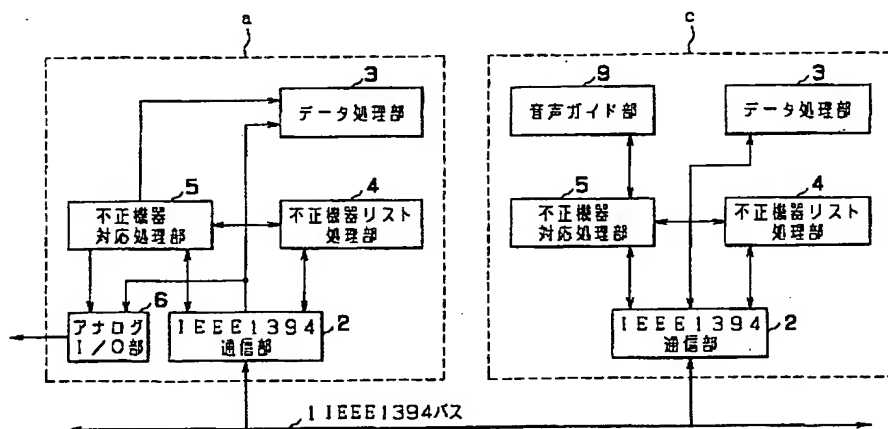 a
c
3
データ処理部
9
音声ガイド部
3
データ処理部
5
不正機器
対応処理部
4
不正機器リスト
処理部
5
不正機器
対応処理部
4
不正機器リスト
処理部
6
アナログ
I/O部
IEEE1394
通信部
2
IEEE1394
通信部
2
1 IEEE1394バス